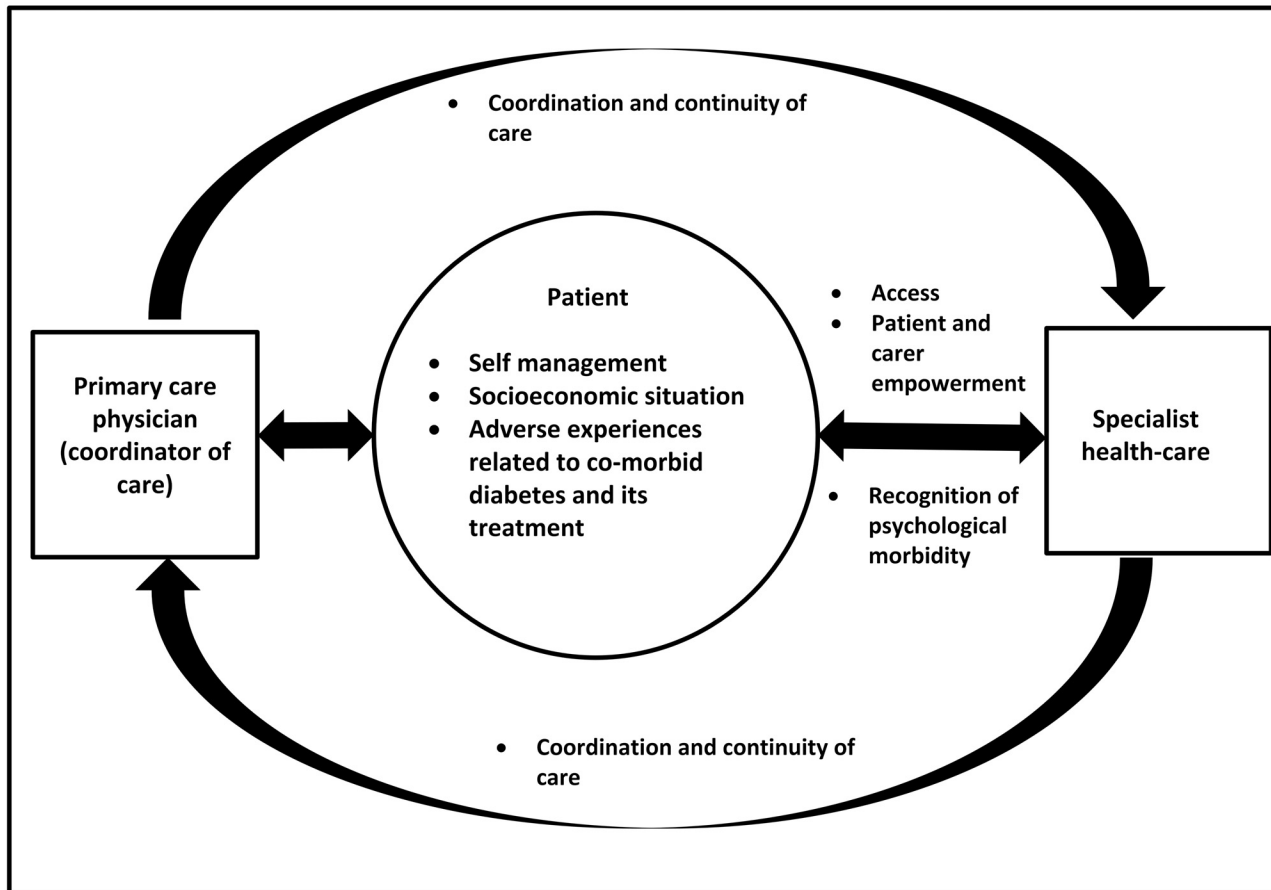 • Coordination and continuity of
care
Patient
• Self management
• Socioeconomic situation
• Adverse experiences
related to co-morbid
diabetes and its
treatment
Primary care
physician
(coordinator of
care)
• Access
• Patient and
carer
empowerment
• Recognition of
psychological
morbidity
Specialist
health-care
• Coordination and continuity of
care